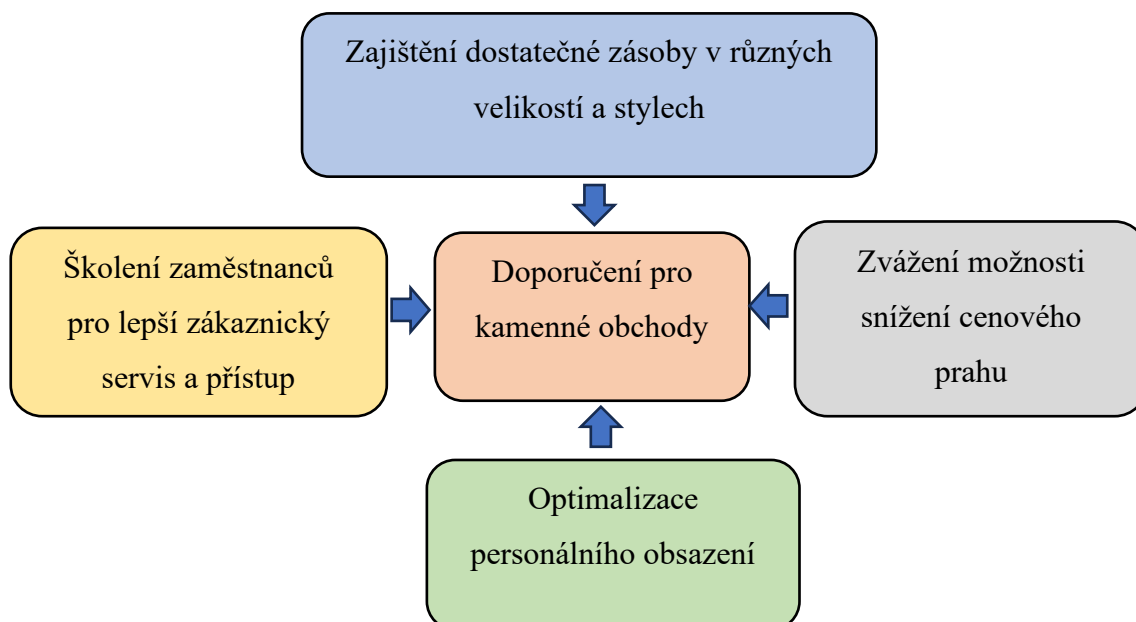 Zajištění dostatečné zásoby v různých
velikostí a stylech
Školení zaměstnanců
pro lepší zákaznický
servis a přístup
Doporučení pro
kamenné obchody
Zvážení možnosti
snížení cenového
prahu
Optimalizace
personálního obsazení